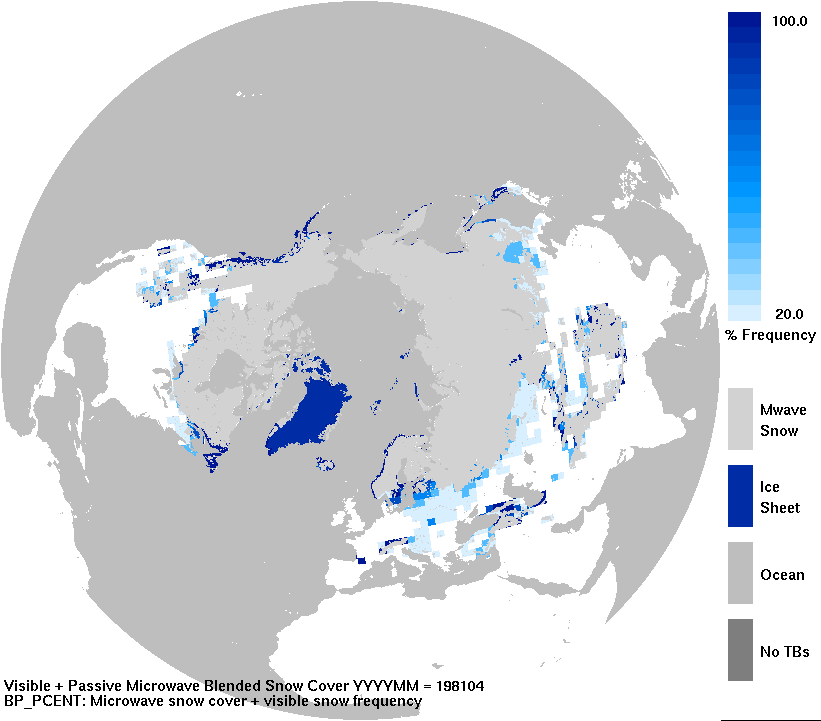 100.0
20.0
% Frequency
Mwave
Snow
Ice
Sheet
Ocean
No TBs
Visible + Passive Microwave Blended Snow Cover YYYYMM = 198104
BP_PCENT: Microwave snow cover + visible snow frequency